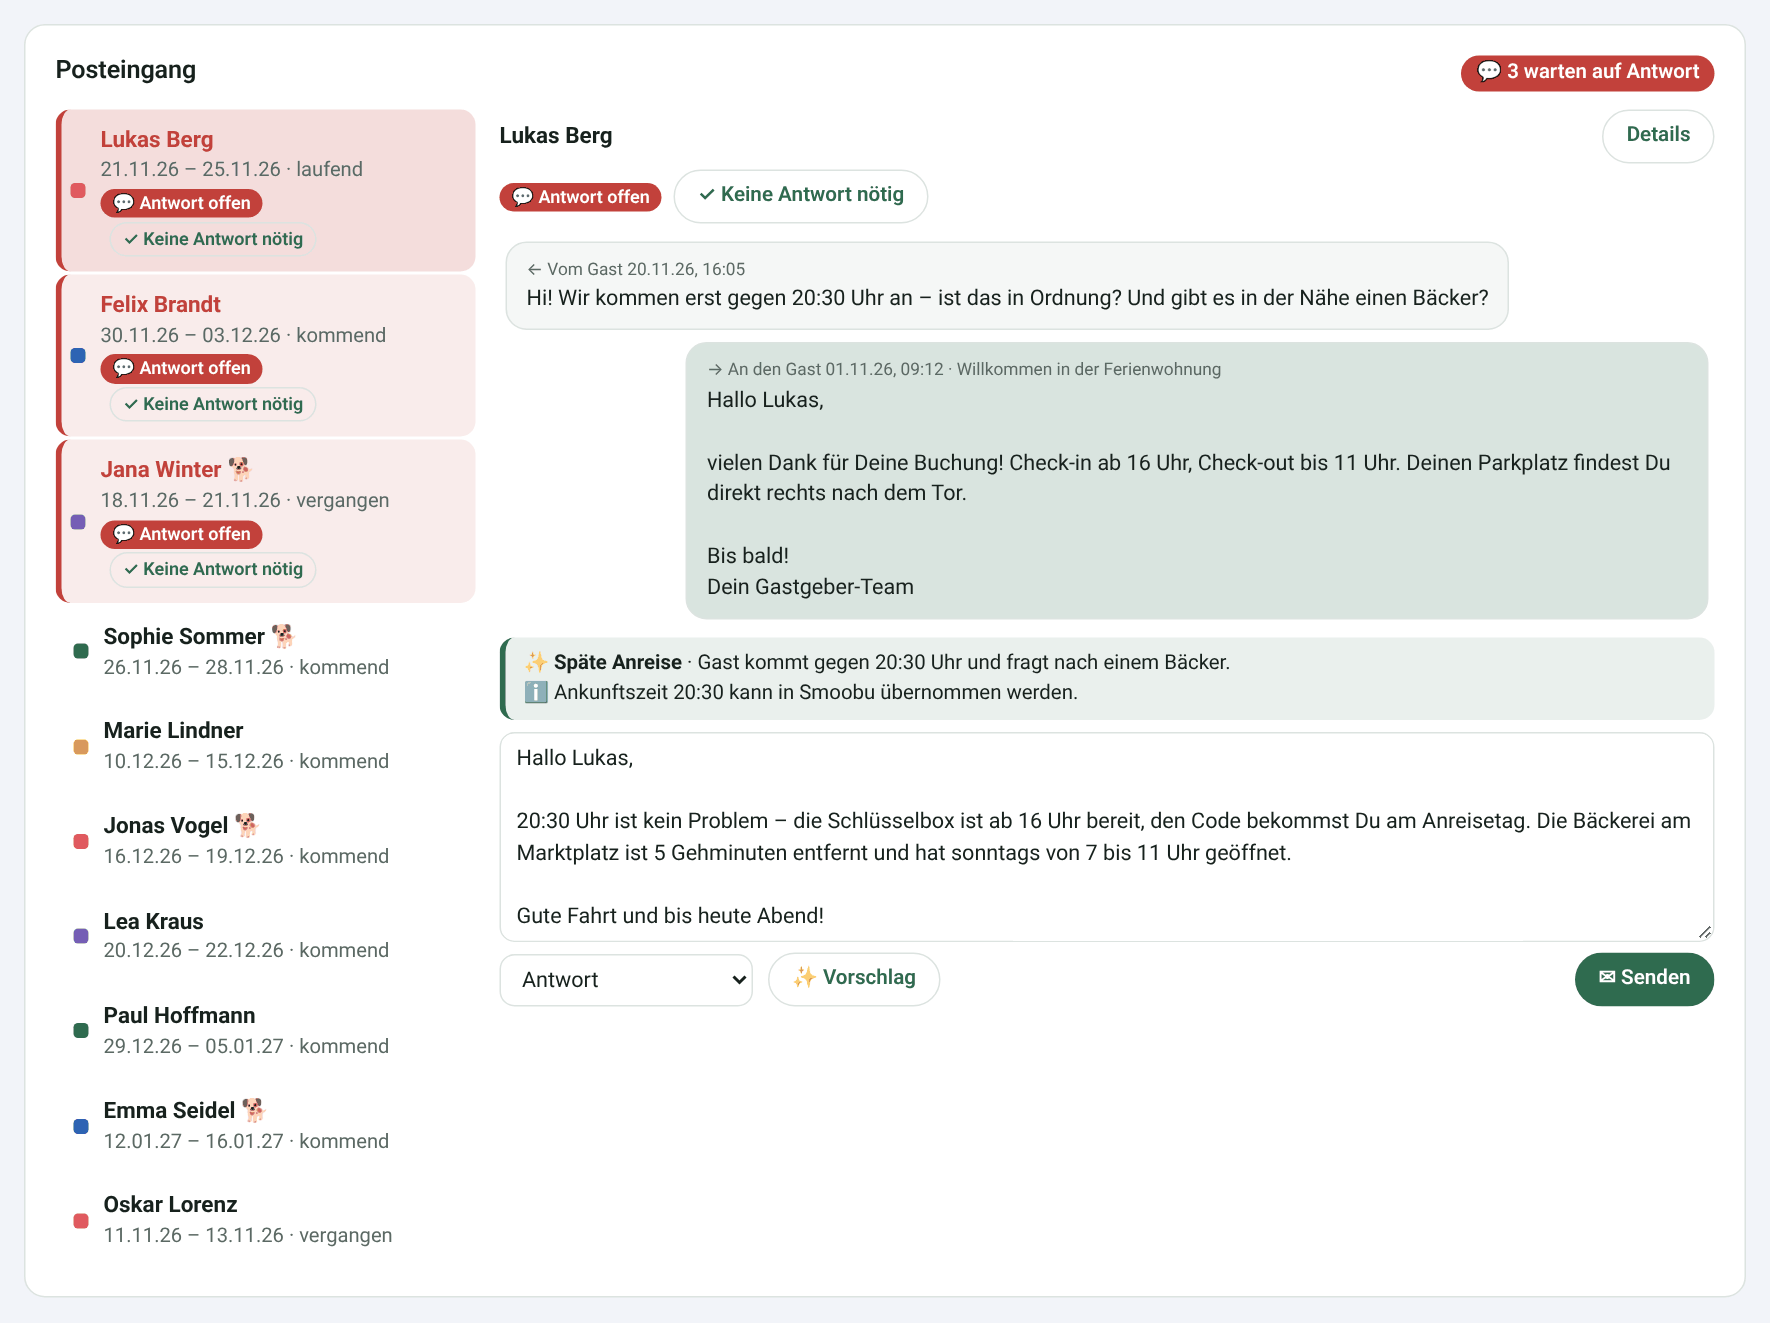 Posteingang
💬 3 warten auf Antwort
Lukas Berg
21.11.26 – 25.11.26 · laufend
💬 Antwort offen
✓ Keine Antwort nötig
Felix Brandt
30.11.26 – 03.12.26 · kommend
💬 Antwort offen
✓ Keine Antwort nötig
Jana Winter 🐕
18.11.26 – 21.11.26 · vergangen
💬 Antwort offen
✓ Keine Antwort nötig
Sophie Sommer 🐕
26.11.26 – 28.11.26 · kommend
Marie Lindner
10.12.26 – 15.12.26 · kommend
Jonas Vogel 🐕
16.12.26 – 19.12.26 · kommend
Lea Kraus
20.12.26 – 22.12.26 · kommend
Paul Hoffmann
29.12.26 – 05.01.27 · kommend
Emma Seidel 🐕
12.01.27 – 16.01.27 · kommend
Oskar Lorenz
11.11.26 – 13.11.26 · vergangen
Lukas Berg
Details
💬 Antwort offen
✓ Keine Antwort nötig
← Vom Gast 20.11.26, 16:05
Hi! Wir kommen erst gegen 20:30 Uhr an – ist das in Ordnung? Und gibt es in der Nähe einen Bäcker?
→ An den Gast 01.11.26, 09:12 · Willkommen in der Ferienwohnung
Hallo Lukas,
vielen Dank für Deine Buchung! Check-in ab 16 Uhr, Check-out bis 11 Uhr. Deinen Parkplatz findest Du
direkt rechts nach dem Tor.
Bis bald!
Dein Gastgeber-Team
✨ Späte Anreise · Gast kommt gegen 20:30 Uhr und fragt nach einem Bäcker.
ℹ️ Ankunftszeit 20:30 kann in Smoobu übernommen werden.
Hallo Lukas,
20:30 Uhr ist kein Problem – die Schlüsselbox ist ab 16 Uhr bereit, den Code bekommst Du am Anreisetag. Die Bäckerei am
Marktplatz ist 5 Gehminuten entfernt und hat sonntags von 7 bis 11 Uhr geöffnet.
Gute Fahrt und bis heute Abend!
Antwort
✨ Vorschlag
✉ Senden